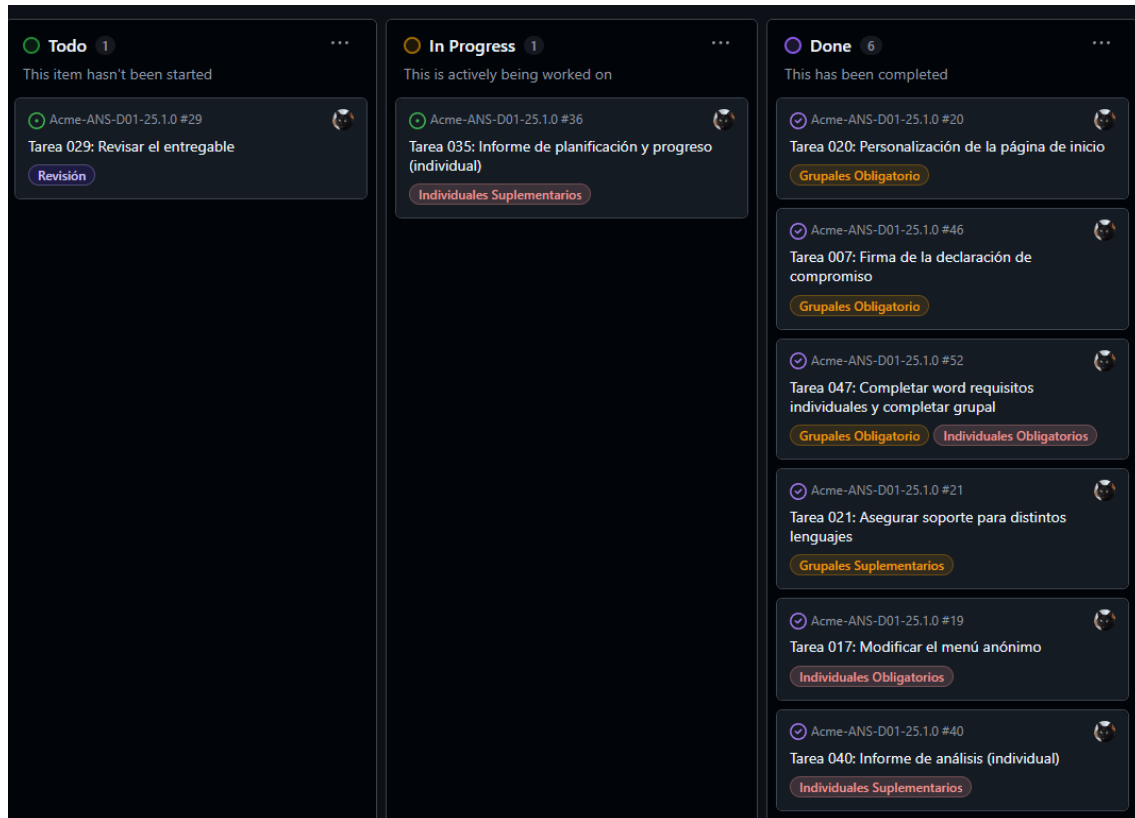 Todo 1
This item hasn't been started
Acme-ANS-D01-25.1.0 #29
Tarea 029: Revisar el entregable
Revisión
In Progress 1
This is actively being worked on
Acme-ANS-D01-25.1.0 #36
Tarea 035: Informe de planificación y progreso
(individual)
Individuales Suplementarios
Done 6
This has been completed
Acme-ANS-D01-25.1.0 #20
Tarea 020: Personalización de la página de inicio
Grupales Obligatorio
Acme-ANS-D01-25.1.0 #46
Tarea 007: Firma de la declaración de
compromiso
Grupales Obligatorio
Acme-ANS-D01-25.1.0 #52
Tarea 047: Completar word requisitos
individuales y completar grupal
Grupales Obligatorio Individuales Obligatorios
Acme-ANS-D01-25.1.0 #21
Tarea 021: Asegurar soporte para distintos
lenguajes
Grupales Suplementarios
Acme-ANS-D01-25.1.0 #19
Tarea 017: Modificar el menú anónimo
Individuales Obligatorios
Acme-ANS-D01-25.1.0 #40
Tarea 040: Informe de análisis (individual)
Individuales Suplementarios